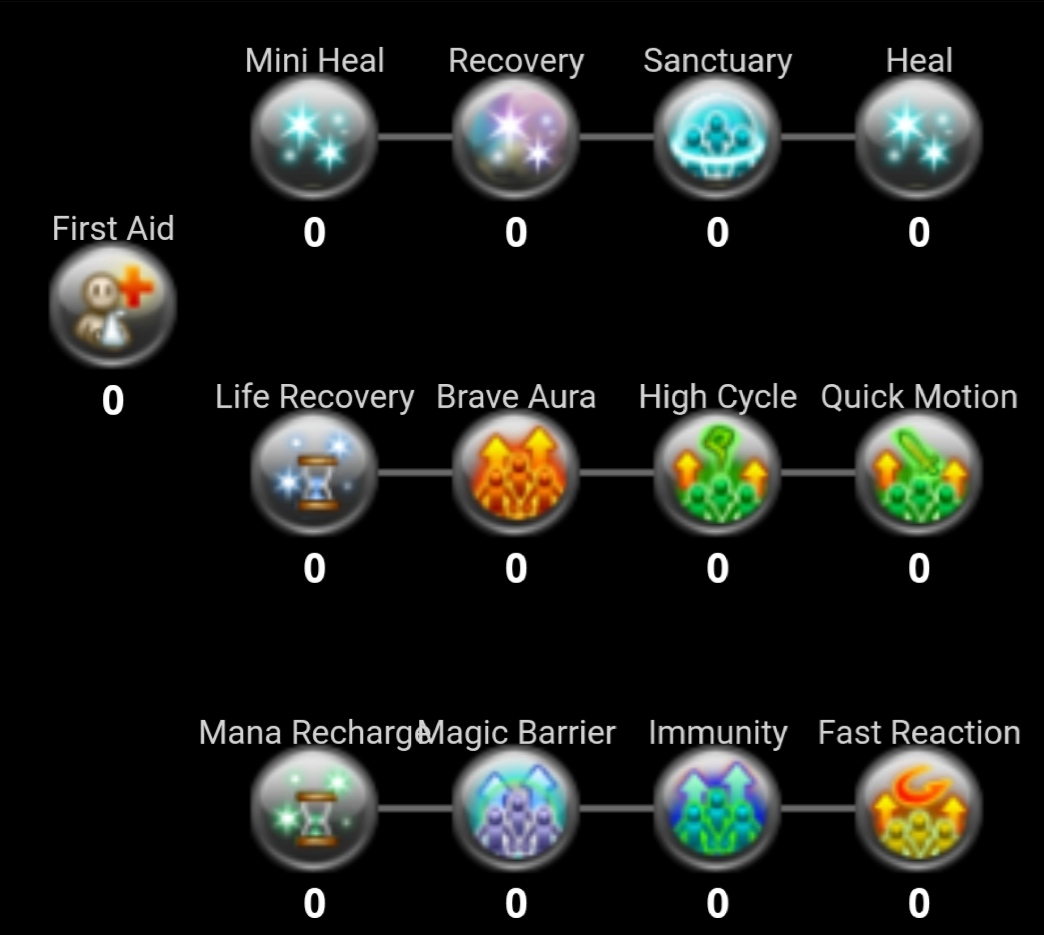 Mini Heal Recovery Sanctuary Heal
0 0 0 0
First Aid
0
Life Recovery Brave Aura High Cycle Quick Motion
0 0 0 0
Mana Recharge Magic Barrier Immunity Fast Reaction
0 0 0 0